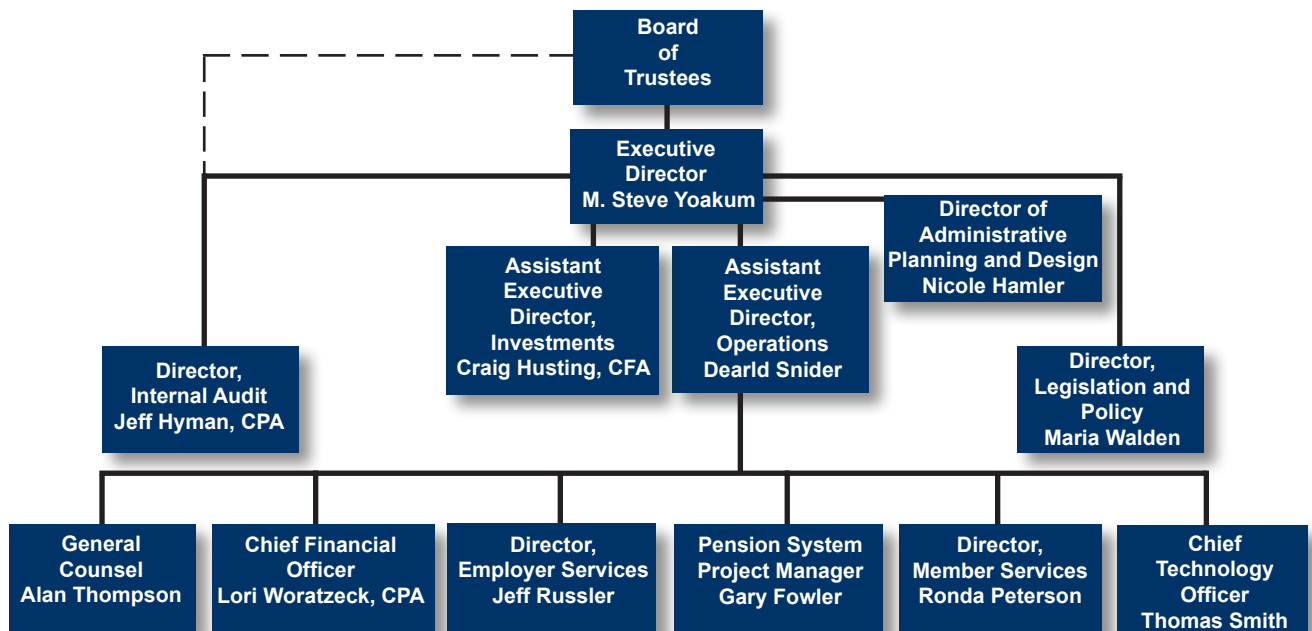 Board
of
Trustees
Executive
Director
M. Steve Yoakum
Director of
Administrative
Planning and Design
Nicole Hamler
Assistant
Executive
Director,
Investments
Craig Husting, CFA
Assistant
Executive
Director,
Operations
Dearld Snider
Director,
Internal Audit
Jeff Hyman, CPA
Director,
Legislation and
Policy
Maria Walden
General
Counsel
Alan Thompson
Chief Financial
Officer
Lori Woratzeck, CPA
Director,
Employer Services
Jeff Russler
Pension System
Project Manager
Gary Fowler
Director,
Member Services
Ronda Peterson
Chief
Technology
Officer
Thomas Smith